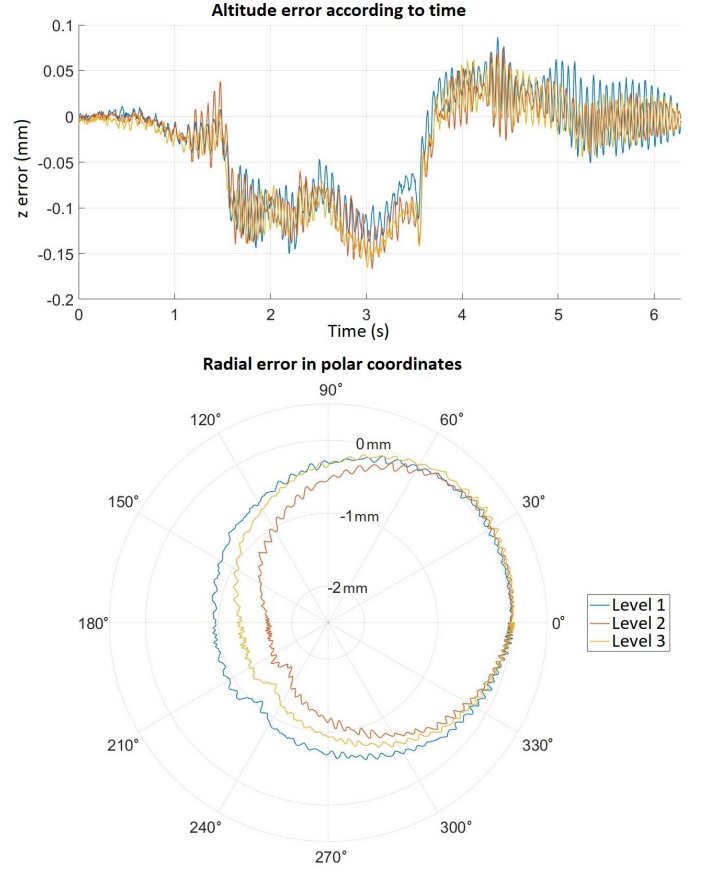 Altitude error according to time
0.1
0.05
0
-0.05
-0.1
-0.15
-0.2
z error (mm)
0 1 2 3 4 5 6
Time (s)
Radial error in polar coordinates
90°
120° 60°
0 mm
150° 30°
-1 mm
-2 mm
180° 0°
Level 1
Level 2
Level 3
210° 330°
240° 300°
270°